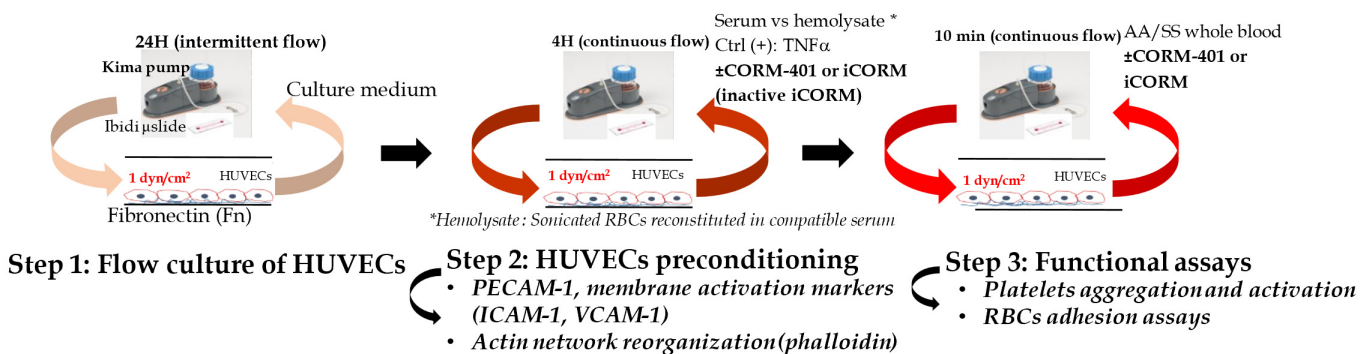 24H (intermittent flow)
Kima pump
Culture medium
Ibidi µslide
1 dyn/cm²
HUVECs
Fibronectin (Fn)
Step 1: Flow culture of HUVECs
4H (continuous flow)
Serum vs hemolysate *
Ctrl (+): TNFα
±CORM-401 or iCORM
(inactive iCORM)
1 dyn/cm²
HUVECs
*Hemolysate : Sonicated RBCs reconstituted in compatible serum
Step 2: HUVECs preconditioning
• PECAM-1, membrane activation markers
(ICAM-1, VCAM-1)
• Actin network reorganization (phalloidin)
10 min (continuous flow)
AA/SS whole blood
±CORM-401 or
iCORM
1 dyn/cm²
HUVECs
Step 3: Functional assays
• Platelets aggregation and activation
• RBCs adhesion assays